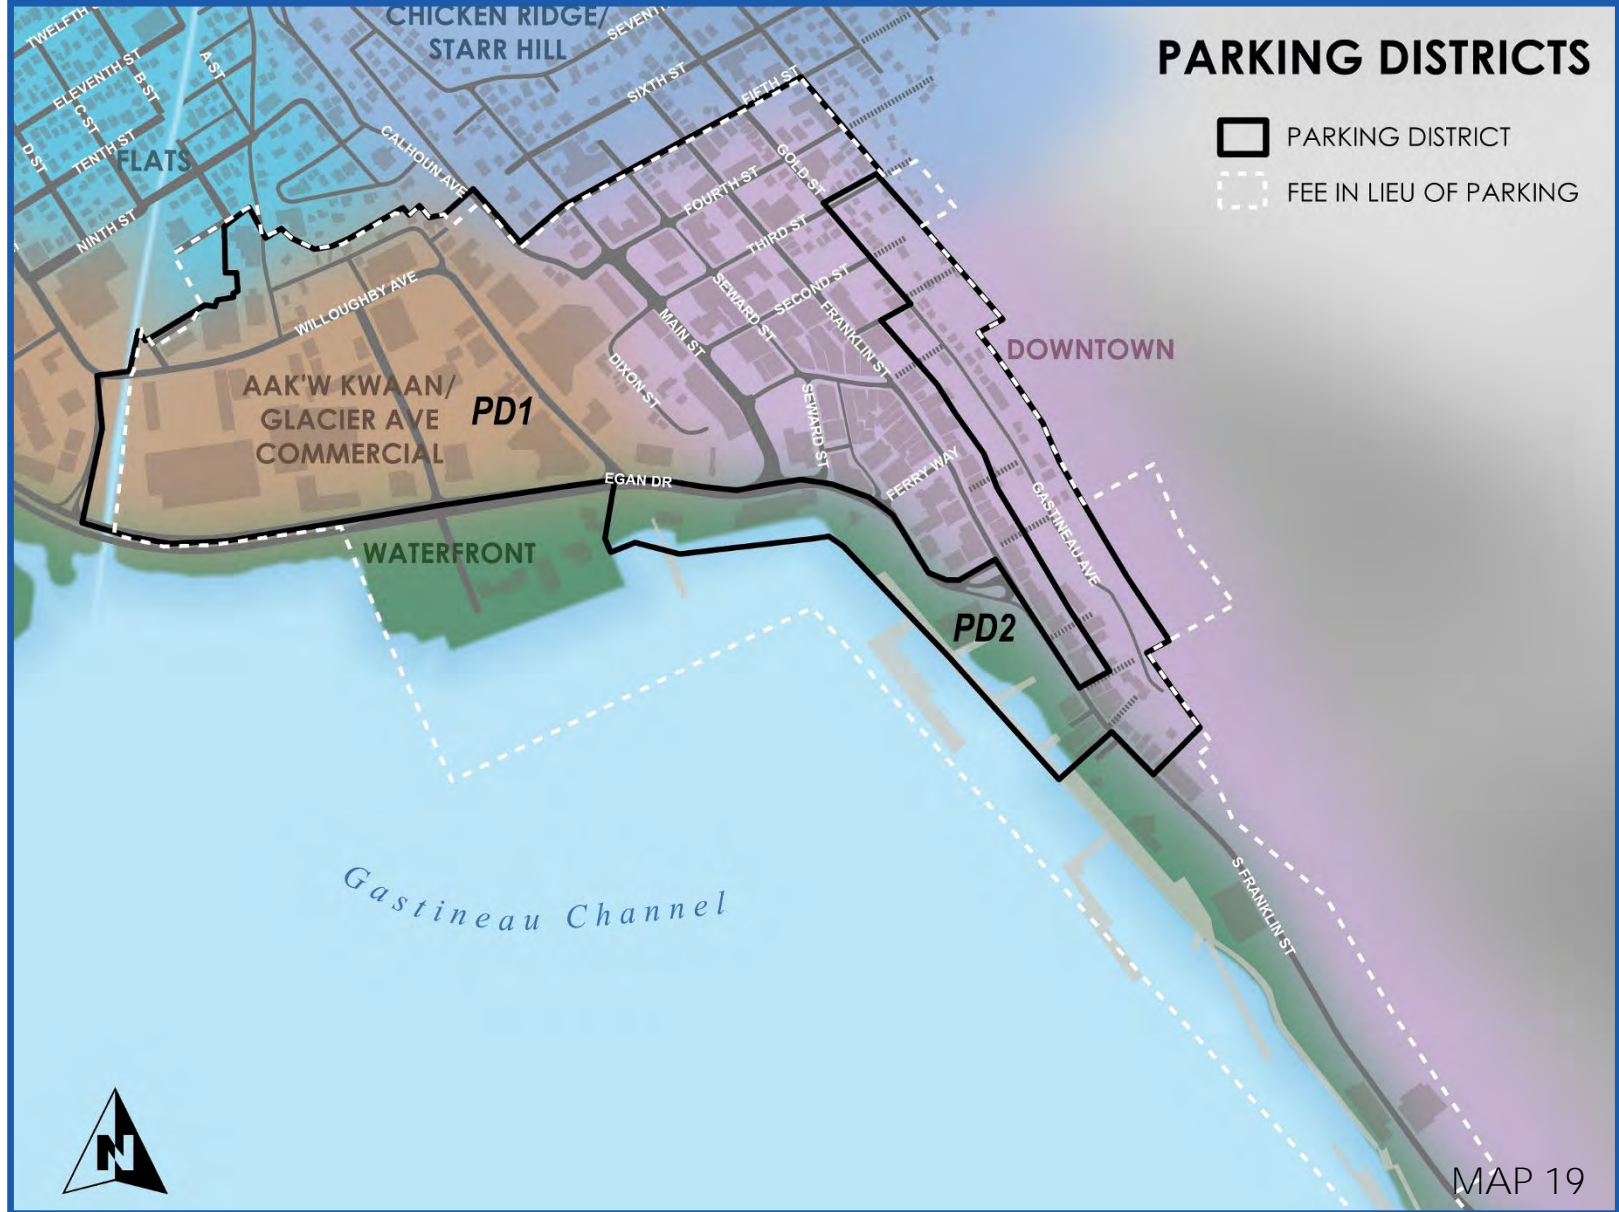 CHICKEN RIDGE/
STARR HILL
SEVENTH
PARKING DISTRICTS
PARKING DISTRICT
FEE IN LIEU OF PARKING
TWELFTH
ELEVENTH ST
A ST
B ST
C ST
D ST
TENTH ST
FLATS
NINTH ST
SIXTH ST
FIFTH ST
CALHOUN AVE
GOLD ST
FOURTH ST
THIRD ST
SECOND ST
SEWARD ST
FRANKLIN ST
MAIN ST
WILLOUGHBY AVE
DIXON ST
DOWNTOWN
AAK'W KWAAN/
GLACIER AVE
COMMERCIAL
PD1
SEWARD ST
FERRY WAY
EGAN DR
GASTINEAU AVE
WATERFRONT
PD2
S FRANKLIN ST
Gastineau Channel
N
MAP 19